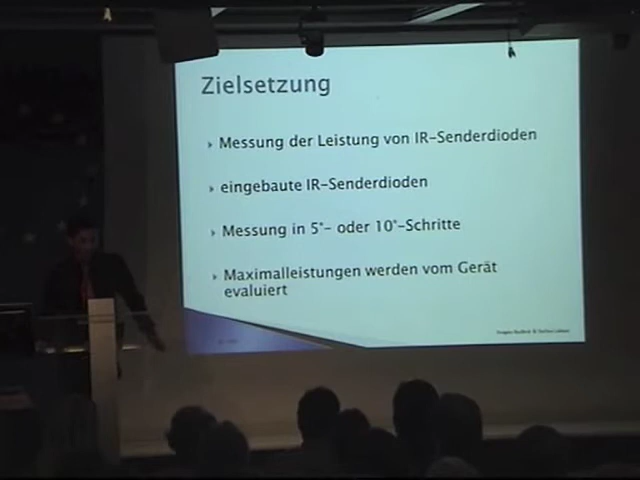 Zielsetzung
Messung der Leistung von IR-Senderdioden
eingebaute IR-Senderdioden
Messung in 5°- oder 10°-Schritte
Maximalleistungen werden vom Gerät
evaluiert